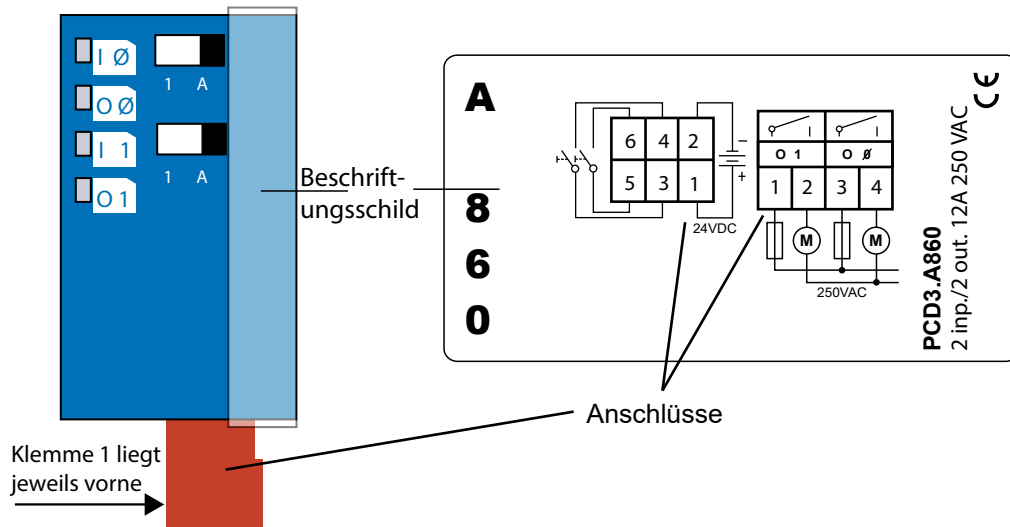 I Ø
O Ø
I 1
O 1
1 A
1 A
Beschrift-
ungsschild
Klemme 1 liegt
jeweils vorne
A
8
6
0
6 4 2
5 3 1
−
+
24VDC
O 1 O Ø
1 2 3 4
M M
250VAC
PCD3.A860
2 inp./2 out. 12A 250 VAC
CE
Anschlüsse